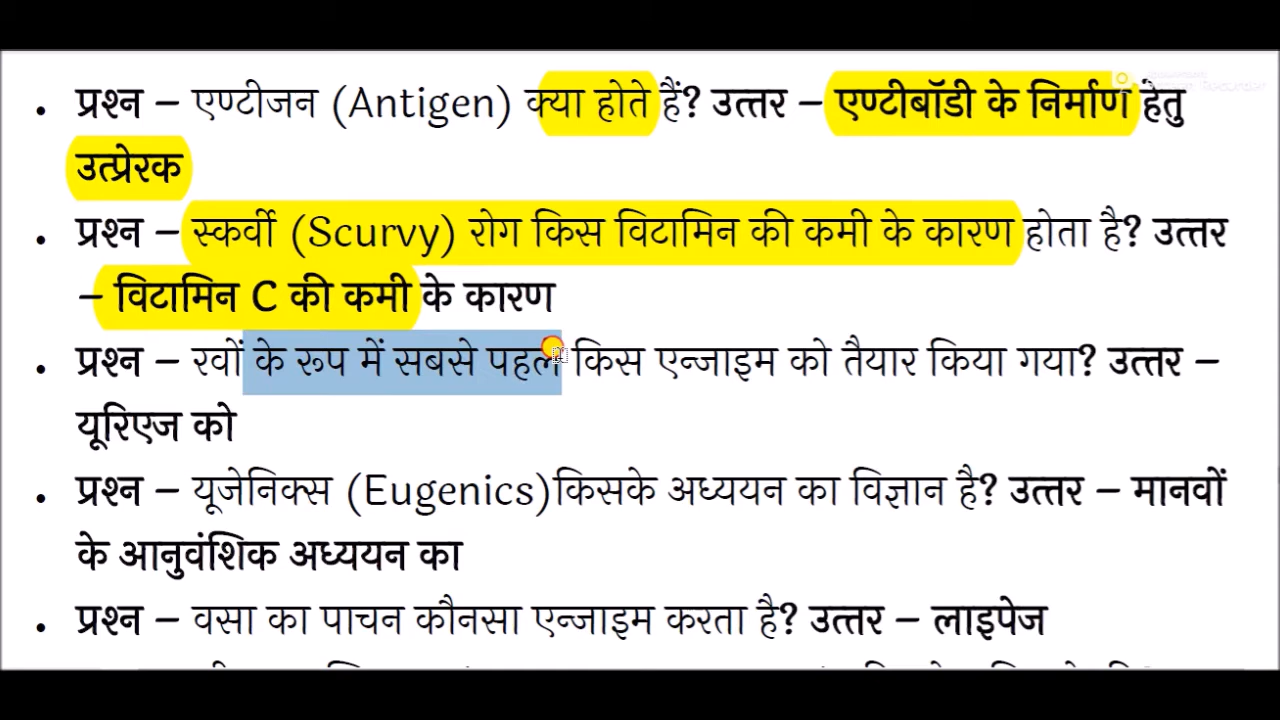 • प्रश्न – एण्टीजन (Antigen) क्या होते हैं? उत्तर – एण्टीबॉडी के निर्माण हेतु
उत्प्रेरक
• प्रश्न – स्कर्वी (Scurvy) रोग किस विटामिन की कमी के कारण होता है? उत्तर
– विटामिन C की कमी के कारण
• प्रश्न – रवों के रूप में सबसे पहले किस एन्जाइम को तैयार किया गया? उत्तर –
यूरिएज को
• प्रश्न – यूजेनिक्स (Eugenics)किसके अध्ययन का विज्ञान है? उत्तर – मानवों
के आनुवंशिक अध्ययन का
• प्रश्न – वसा का पाचन कौनसा एन्जाइम करता है? उत्तर – लाइपेज